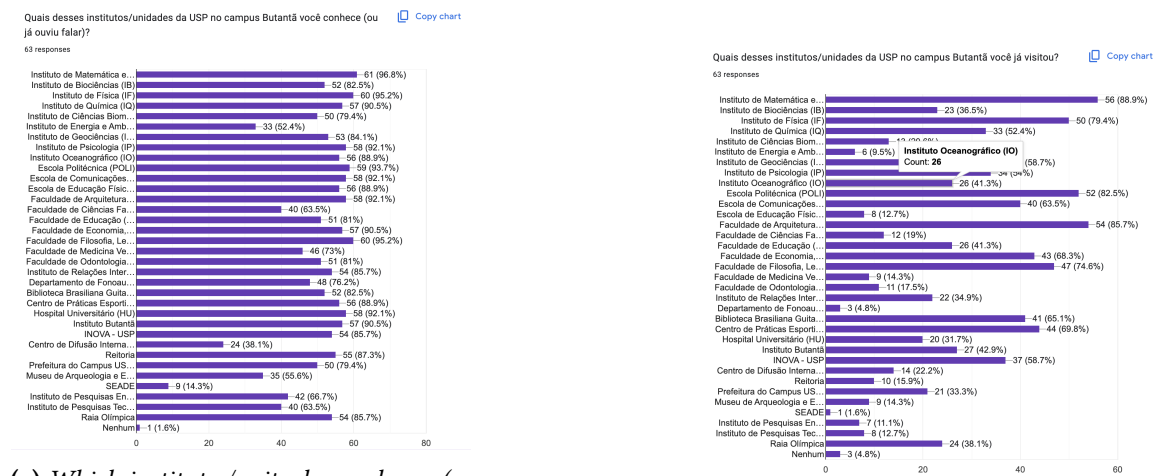 Quais desses institutos/unidades da USP no campus Butantã você conhece (ou
já ouviu falar)?
Copy chart
63 responses
Instituto de Matemática e... 61 (96.8%)
Instituto de Biociências (IB) 52 (82.5%)
Instituto de Física (IF) 60 (95.2%)
Instituto de Química (IQ) 57 (90.5%)
Instituto de Ciências Biom... 50 (79.4%)
Instituto de Energia e Amb... 33 (52.4%)
Instituto de Geociências (I... 53 (84.1%)
Instituto de Psicologia (IP) 58 (92.1%)
Instituto Oceanográfico (IO) 56 (88.9%)
Escola Politécnica (POLI) 59 (93.7%)
Escola de Comunicações... 58 (92.1%)
Escola de Educação Físic... 56 (88.9%)
Faculdade de Arquitetura... 58 (92.1%)
Faculdade de Ciências Fa... 40 (63.5%)
Faculdade de Educação (... 51 (81%)
Faculdade de Economia,... 57 (90.5%)
Faculdade de Filosofia, Le... 60 (95.2%)
Faculdade de Medicina Ve... 46 (73%)
Faculdade de Odontologia... 51 (81%)
Instituto de Relações Inter... 54 (85.7%)
Departamento de Fonoau... 48 (76.2%)
Biblioteca Brasiliana Guita... 52 (82.5%)
Centro de Práticas Esporti... 56 (88.9%)
Hospital Universitário (HU) 58 (92.1%)
Instituto Butantã 57 (90.5%)
INOVA - USP 54 (85.7%)
Centro de Difusão Interna... 24 (38.1%)
Reitoria 55 (87.3%)
Prefeitura do Campus US... 50 (79.4%)
Museu de Arqueologia e E... 35 (55.6%)
SEADE 9 (14.3%)
Instituto de Pesquisas En... 42 (66.7%)
Instituto de Pesquisas Tec... 40 (63.5%)
Raia Olímpica 54 (85.7%)
Nenhum 1 (1.6%)
0 20 40 60 80
Quais desses institutos/unidades da USP no campus Butantã você já visitou?
Copy chart
63 responses
Instituto de Matemática e... 56 (88.9%)
Instituto de Biociências (IB) 23 (36.5%)
Instituto de Física (IF) 50 (79.4%)
Instituto de Química (IQ) 33 (52.4%)
Instituto de Ciências Biom...
Instituto de Energia e Amb... 6 (9.5%)
Instituto Oceanográfico (IO)
Count: 26
Instituto de Geociências (I... (58.7%)
Instituto de Psicologia (IP) 34 (54%)
Instituto Oceanográfico (IO) 26 (41.3%)
Escola Politécnica (POLI) 52 (82.5%)
Escola de Comunicações... 40 (63.5%)
Escola de Educação Físic... 8 (12.7%)
Faculdade de Arquitetura... 54 (85.7%)
Faculdade de Ciências Fa... 12 (19%)
Faculdade de Educação (... 26 (41.3%)
Faculdade de Economia,... 43 (68.3%)
Faculdade de Filosofia, Le... 47 (74.6%)
Faculdade de Medicina Ve... 9 (14.3%)
Faculdade de Odontologia... 11 (17.5%)
Instituto de Relações Inter... 22 (34.9%)
Departamento de Fonoau... 3 (4.8%)
Biblioteca Brasiliana Guita... 41 (65.1%)
Centro de Práticas Esporti... 44 (69.8%)
Hospital Universitário (HU) 20 (31.7%)
Instituto Butantã 27 (42.9%)
INOVA - USP 37 (58.7%)
Centro de Difusão Interna... 14 (22.2%)
Reitoria 10 (15.9%)
Prefeitura do Campus US... 21 (33.3%)
Museu de Arqueologia e E... 9 (14.3%)
SEADE 1 (1.6%)
Instituto de Pesquisas En... 7 (11.1%)
Instituto de Pesquisas Tec... 8 (12.7%)
Raia Olímpica 24 (38.1%)
Nenhum 3 (4.8%)
0 20 40 60